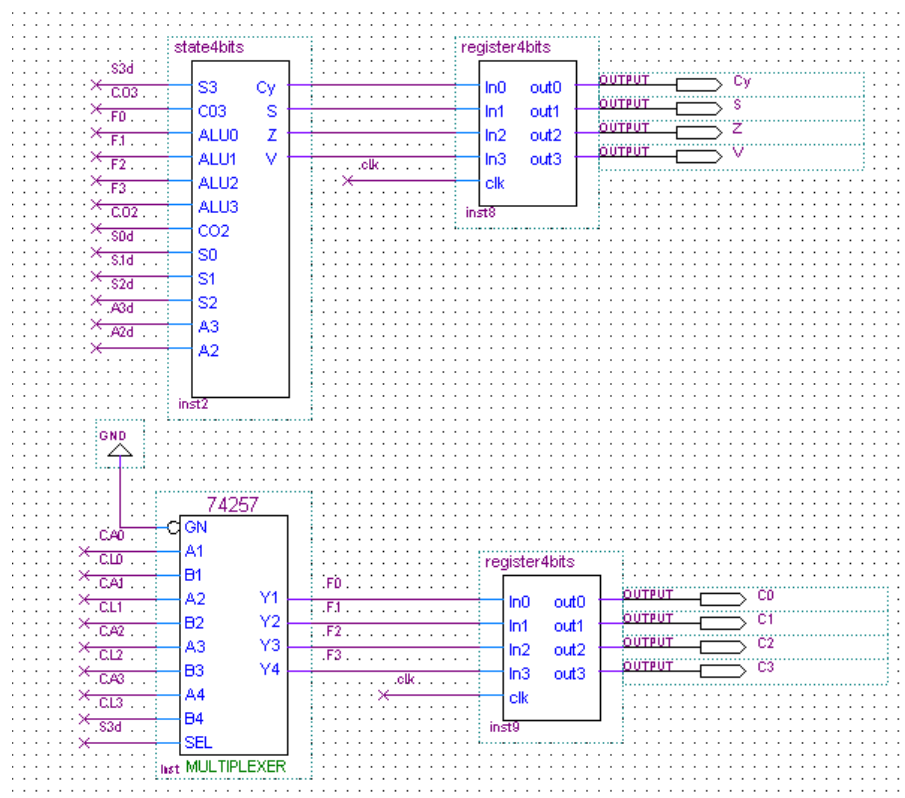 state4bits
register4bits
S3d
S3 Cy
In0 out0
OUTPUT Cy
CO3
C03 S
In1 out1
OUTPUT S
F0
ALU0 Z
In2 out2
OUTPUT Z
F1
ALU1 V
In3 out3
OUTPUT V
F2
ALU2
clk
clk
F3
ALU3
inst8
CO2
CO2
S0d
S0
S1d
S1
S2d
S2
A3d
A3
A2d
A2
inst2
GND
74257
GN
CA0
A1
CL0
B1
CA1
A2 Y1
CL1
B2 Y2
CA2
A3 Y3
CL2
B3 Y4
CA3
A4
CL3
B4
S3d
SEL
inst MULTIPLEXER
F0
F1
F2
F3
clk
register4bits
In0 out0
OUTPUT C0
In1 out1
OUTPUT C1
In2 out2
OUTPUT C2
In3 out3
OUTPUT C3
clk
inst9